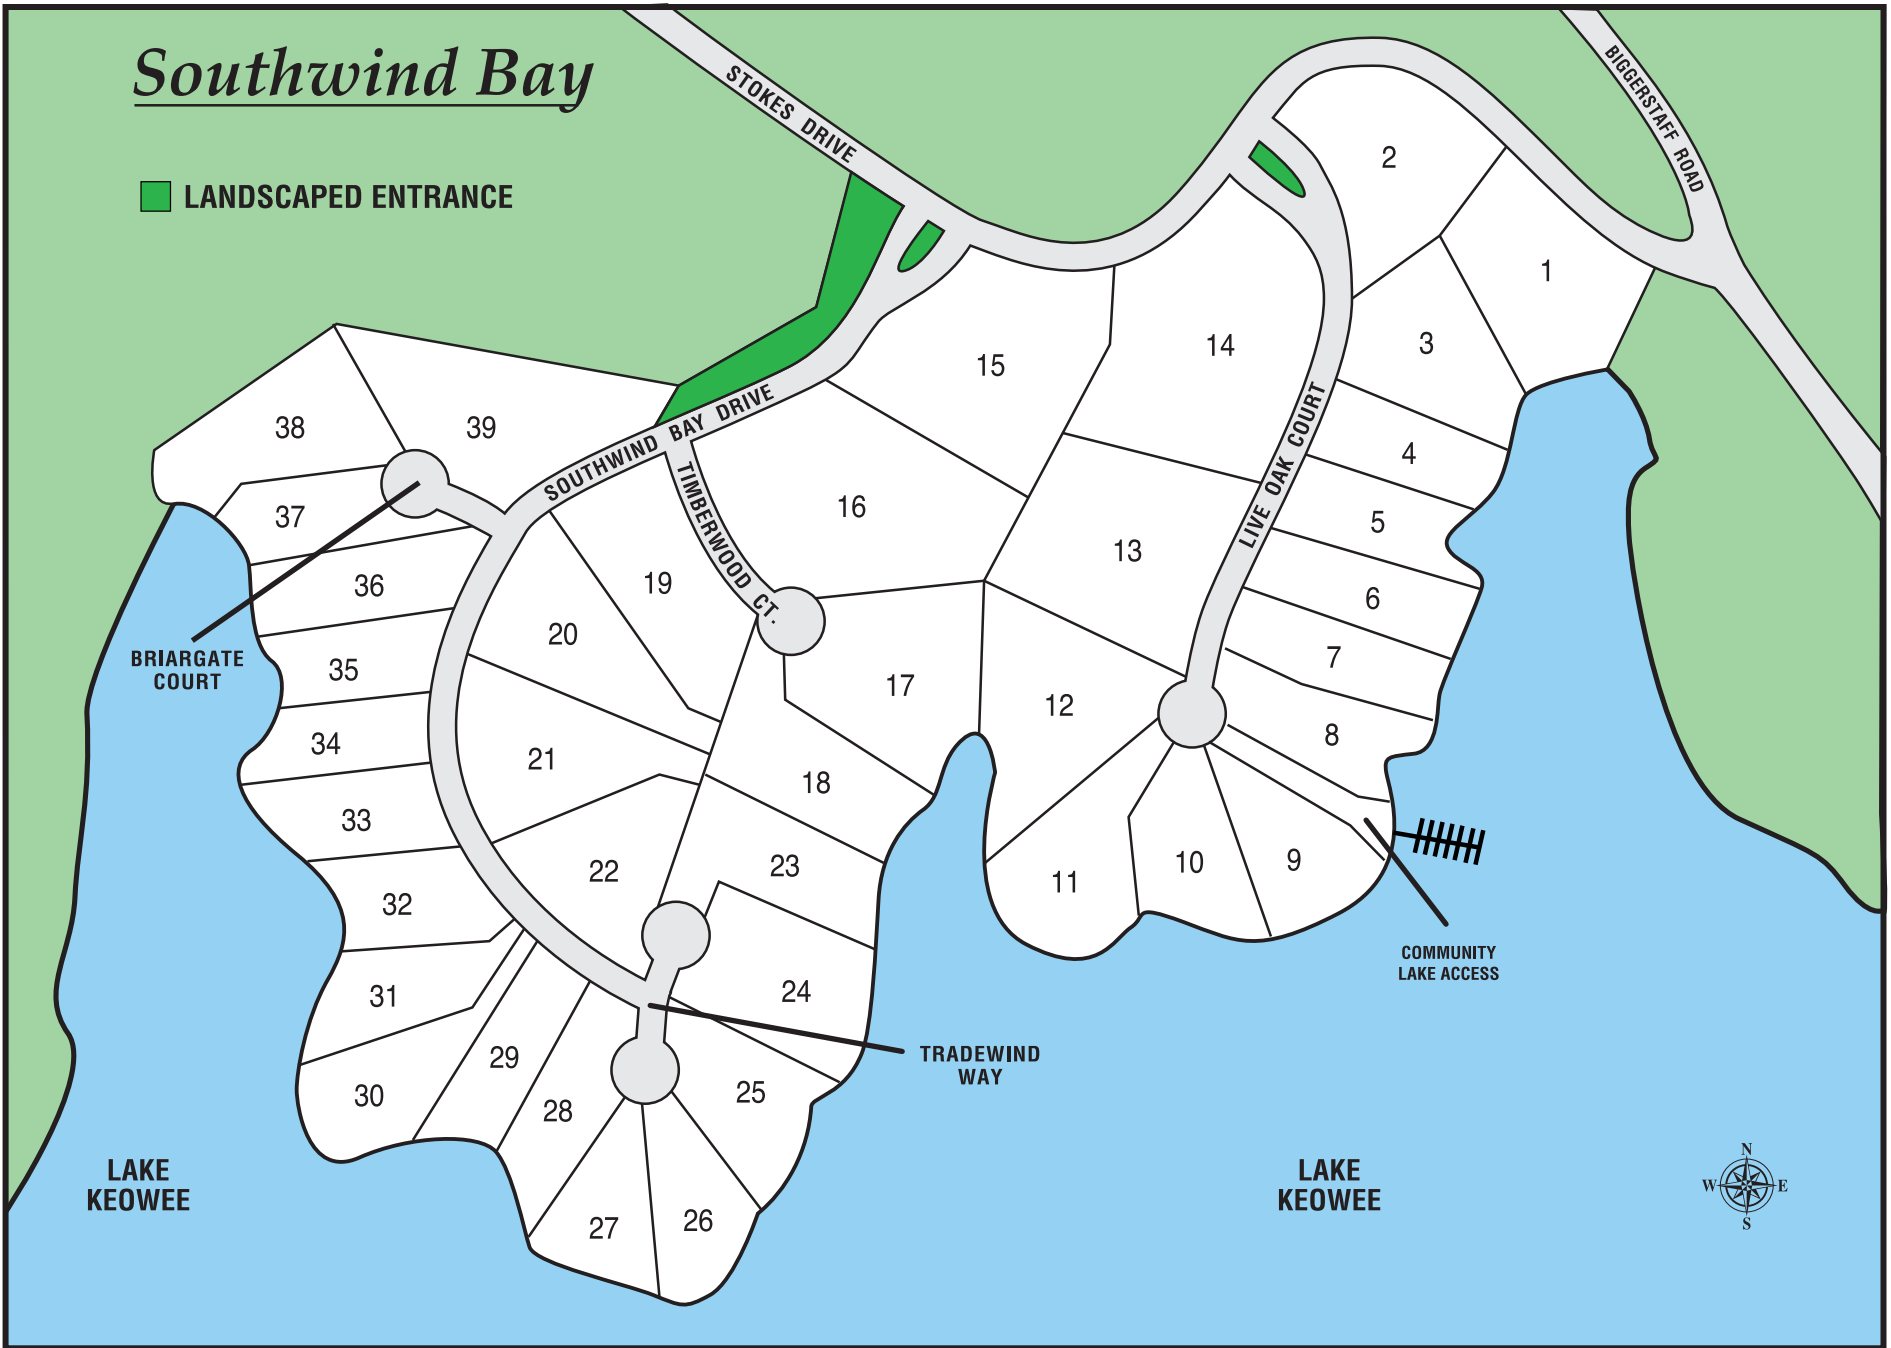 Southwind Bay
LANDSCAPED ENTRANCE
STOKES DRIVE
BIGGERSTAFF ROAD
2
1
3
14
15
4
5
6
7
8
LIVE OAK COURT
SOUTHWIND BAY DRIVE
TIMBERWOOD CT.
38
39
37
36
35
34
33
32
31
30
29
28
27
26
25
24
23
22
21
20
19
18
17
16
13
12
11
10
9
BRIARGATE
COURT
COMMUNITY
LAKE ACCESS
TRADEWIND
WAY
LAKE
KEOWEE
LAKE
KEOWEE
N
W E
S